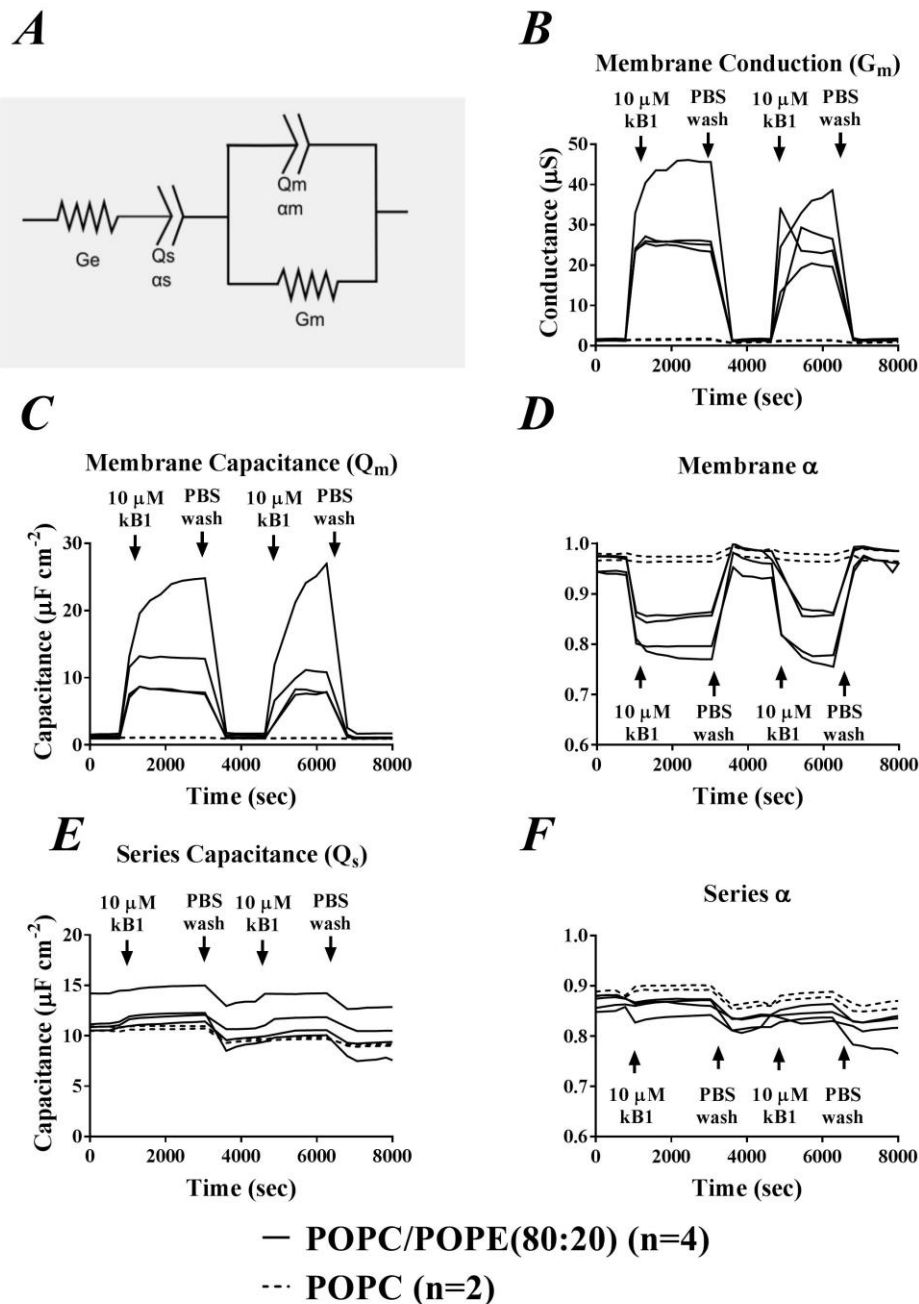 A
Ge
Qs
αs
Qm
αm
Gm
B
Membrane Conduction (Gm)
10 μM
kB1
PBS
wash
10 μM
kB1
PBS
wash
Conductance (μS)
50
40
30
20
10
0
0 2000 4000 6000 8000
Time (sec)
C
Membrane Capacitance (Qm)
10 μM
kB1
PBS
wash
10 μM
kB1
PBS
wash
Capacitance (μF cm-2)
30
20
10
0
0 2000 4000 6000 8000
Time (sec)
D
Membrane α
1.0
0.9
0.8
0.7
0.6
10 μM
kB1
PBS
wash
10 μM
kB1
PBS
wash
0 2000 4000 6000 8000
Time (sec)
E
Series Capacitance (Qs)
10 μM
kB1
PBS
wash
10 μM
kB1
PBS
wash
Capacitance (μF cm-2)
20
15
10
5
0
0 2000 4000 6000 8000
Time (sec)
F
Series α
1.0
0.9
0.8
0.7
0.6
10 μM
kB1
PBS
wash
10 μM
kB1
PBS
wash
0 2000 4000 6000 8000
Time (sec)
POPC/POPE(80:20) (n=4)
POPC (n=2)